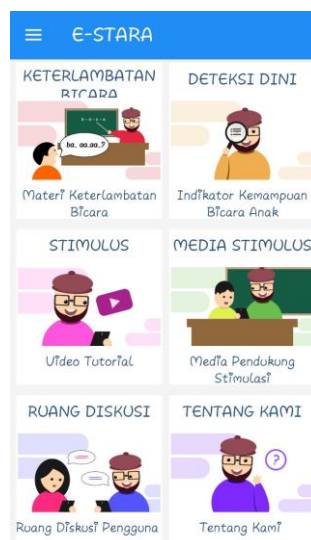 E-STARA
KETERLAMBATAN
BICARA
A - B - C - D
ba.. aa.aa..?
Materi Keterlambatan
Bicara
DETEKSI DINI
Indikator Kemampuan
Bicara Anak
STIMULUS
Video Tutorial
MEDIA STIMULUS
Media Pendukung
Stimulasi
RUANG DISKUSI
Ruang Diskusi Pengguna
TENTANG KAMI
?
Tentang Kami